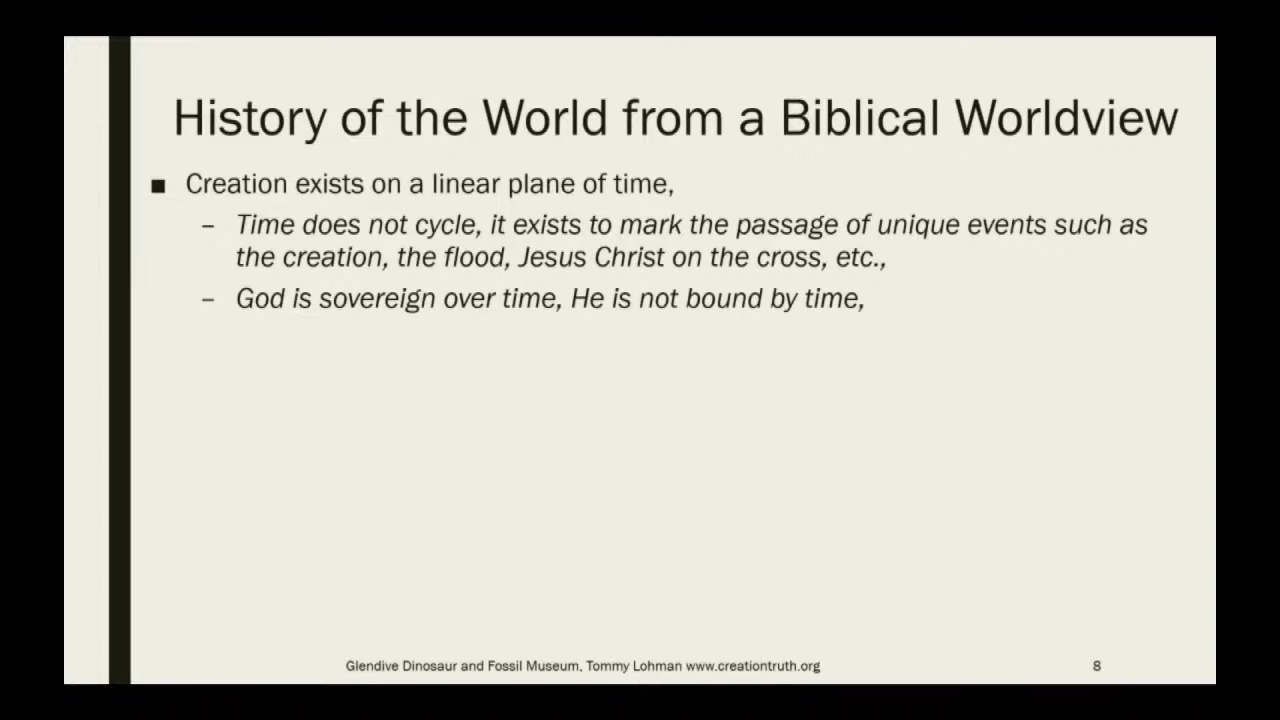 History of the World from a Biblical Worldview
■ Creation exists on a linear plane of time,
– Time does not cycle, it exists to mark the passage of unique events such as
the creation, the flood, Jesus Christ on the cross, etc.,
– God is sovereign over time, He is not bound by time,
Glendive Dinosaur and Fossil Museum, Tommy Lohman www.creationtruth.org 8